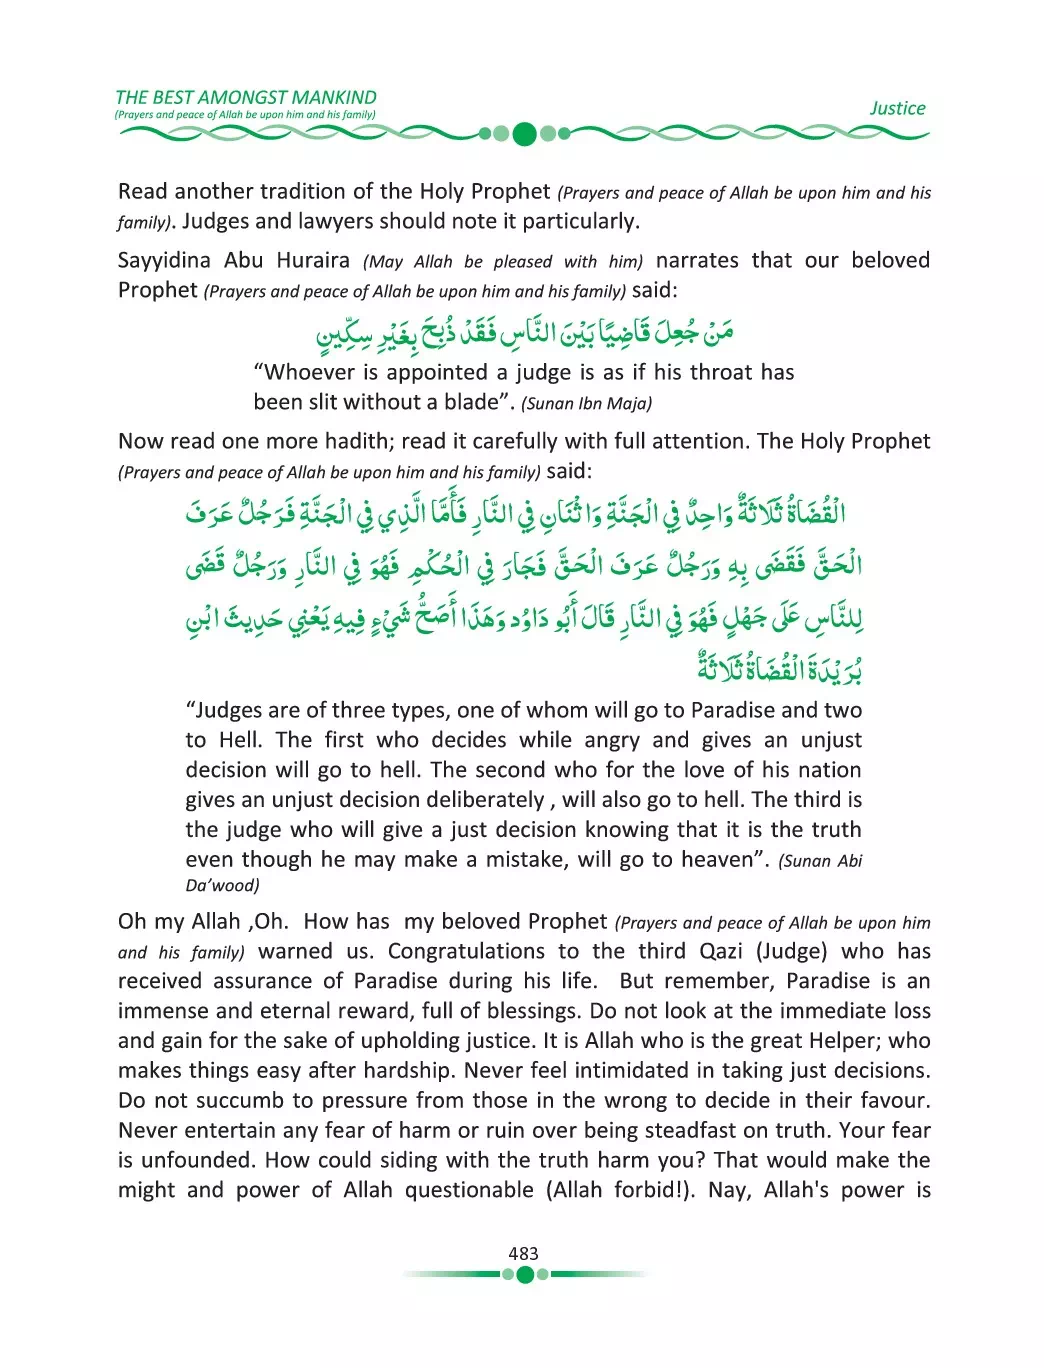 THE BEST AMONGST MANKIND
(Prayers and peace of Allah be upon him and his family)
Justice
Read another tradition of the Holy Prophet (Prayers and peace of Allah be upon him and his
family). Judges and lawyers should note it particularly.
Sayyidina Abu Huraira (May Allah be pleased with him) narrates that our beloved
Prophet (Prayers and peace of Allah be upon him and his family) said:
مَنْ جُعِلَ قَاضِيًا بَيْنَ النَّاسِ فَقَدْ ذُبِحَ بِغَيْرِ سِكِّينٍ
“Whoever is appointed a judge is as if his throat has
been slit without a blade”. (Sunan Ibn Maja)
Now read one more hadith; read it carefully with full attention. The Holy Prophet
(Prayers and peace of Allah be upon him and his family) said:
الْقُضَاةُ ثَلَاثَةٌ وَاحِدٌ فِي الْجَنَّةِ وَاثْنَانِ فِي النَّارِ فَأَمَّا الَّذِي فِي الْجَنَّةِ فَرَجُلٌ عَرَفَ
الْحَقَّ فَقَضَى بِهِ وَرَجُلٌ عَرَفَ الْحَقَّ فَجَارَ فِي الْحُكْمِ فَهُوَ فِي النَّارِ وَرَجُلٌ قَضَى
لِلنَّاسِ عَلَى جَهْلٍ فَهُوَ فِي النَّارِ قَالَ أَبُو دَاوُد وَهَذَا أَصَحُّ شَيْءٍ فِيهِ يَعْنِي حَدِيثَ ابْنِ
بُرَيْدَةَ الْقُضَاةُ ثَلَاثَةٌ
“Judges are of three types, one of whom will go to Paradise and two
to Hell. The first who decides while angry and gives an unjust
decision will go to hell. The second who for the love of his nation
gives an unjust decision deliberately , will also go to hell. The third is
the judge who will give a just decision knowing that it is the truth
even though he may make a mistake, will go to heaven”. (Sunan Abi
Da’wood)
Oh my Allah ,Oh. How has my beloved Prophet (Prayers and peace of Allah be upon him
and his family) warned us. Congratulations to the third Qazi (Judge) who has
received assurance of Paradise during his life. But remember, Paradise is an
immense and eternal reward, full of blessings. Do not look at the immediate loss
and gain for the sake of upholding justice. It is Allah who is the great Helper; who
makes things easy after hardship. Never feel intimidated in taking just decisions.
Do not succumb to pressure from those in the wrong to decide in their favour.
Never entertain any fear of harm or ruin over being steadfast on truth. Your fear
is unfounded. How could siding with the truth harm you? That would make the
might and power of Allah questionable (Allah forbid!). Nay, Allah's power is
483